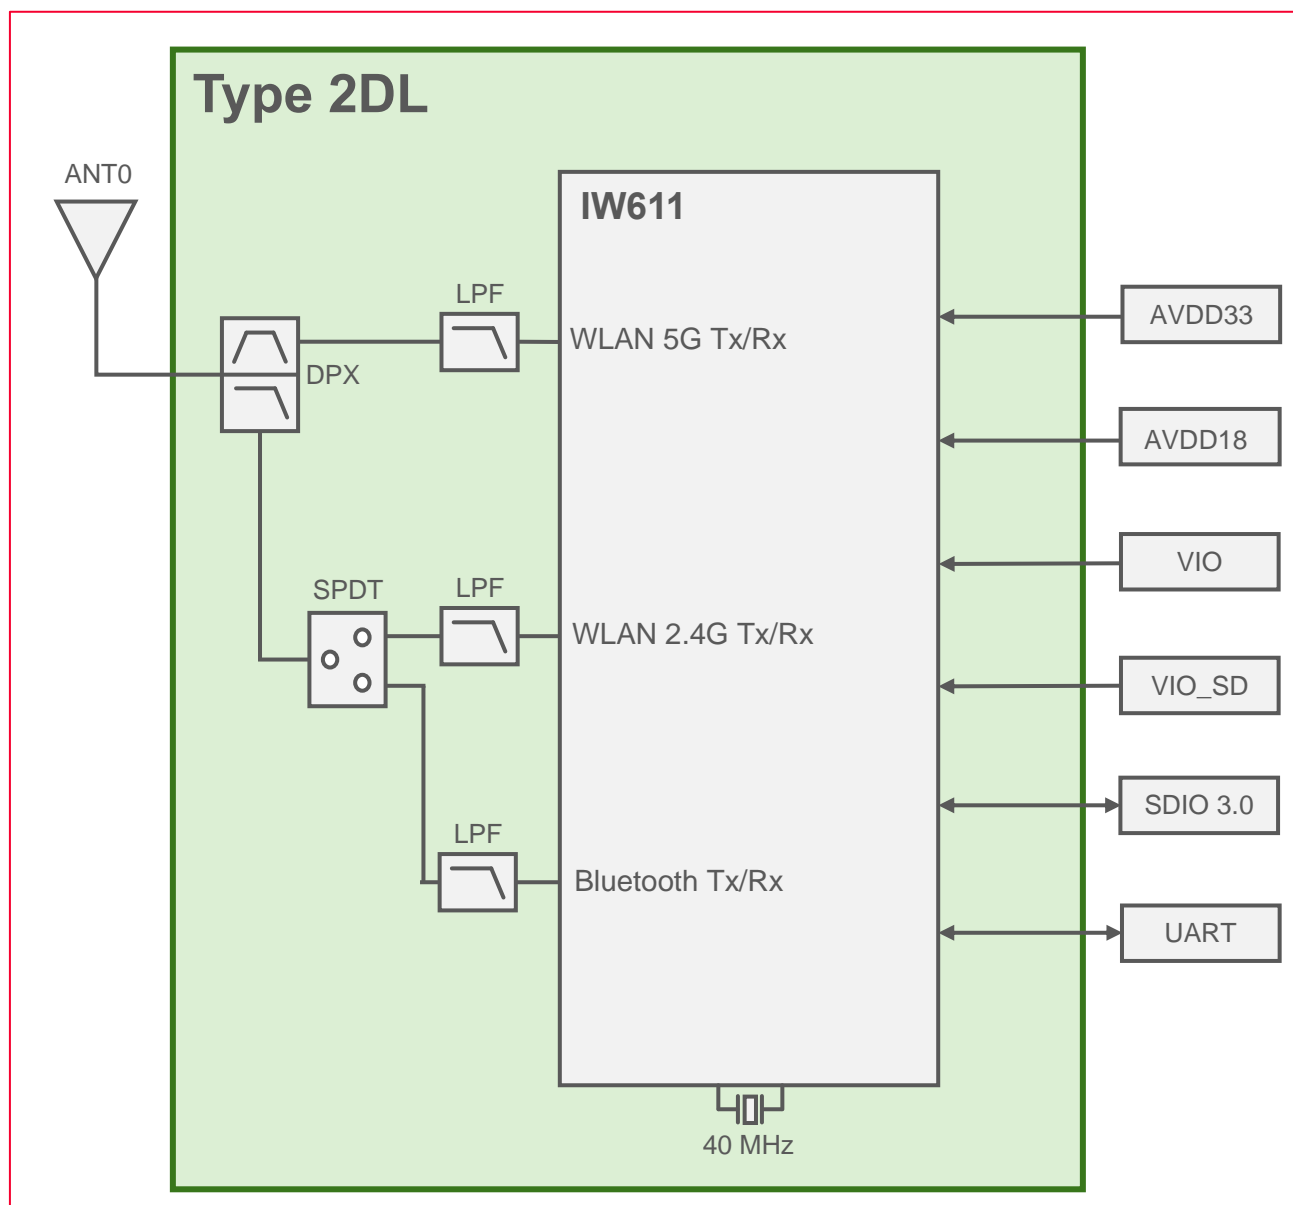 Type 2DL
ANT0
IW611
LPF
WLAN 5G Tx/Rx
DPX
AVDD33
AVDD18
VIO
SPDT
LPF
WLAN 2.4G Tx/Rx
VIO_SD
SDIO 3.0
LPF
Bluetooth Tx/Rx
UART
40 MHz